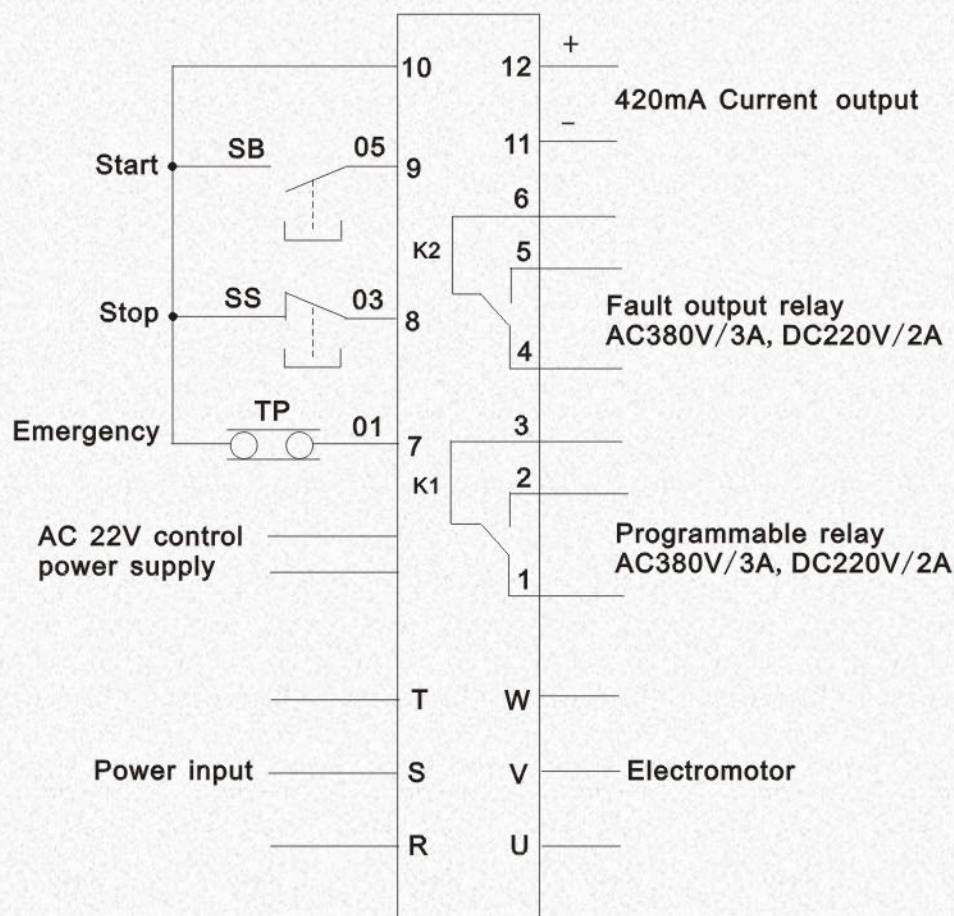 10
12
+
420mA Current output
-
11
Start
SB
05
9
6
K2
5
Fault output relay
AC380V/3A, DC220V/2A
Stop
SS
03
8
4
Emergency
TP
01
7
3
K1
2
AC 22V control
power supply
Programmable relay
AC380V/3A, DC220V/2A
1
T
W
Power input
S
V
Electromotor
R
U